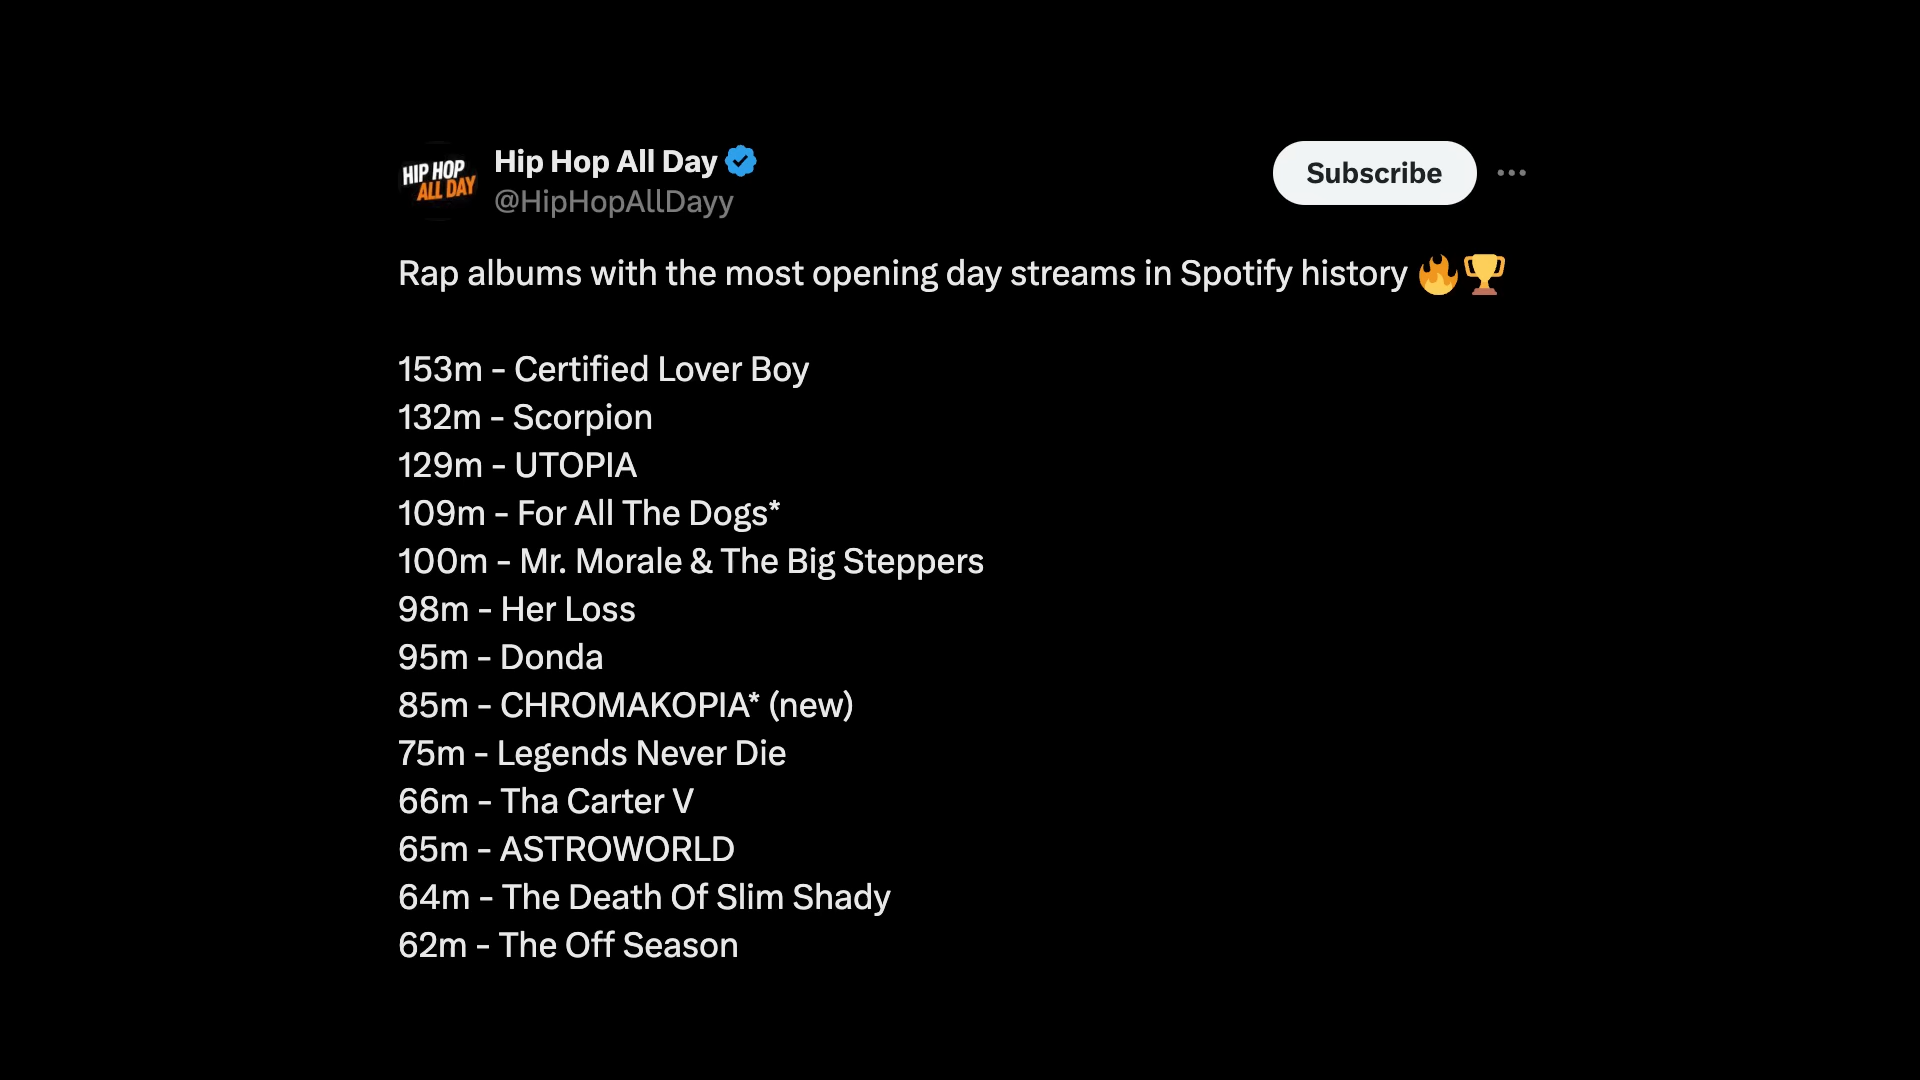 HIP HOP
ALL DAY
Hip Hop All Day
@HipHopAllDayy
Subscribe
Rap albums with the most opening day streams in Spotify history 🔥🏆
153m - Certified Lover Boy
132m - Scorpion
129m - UTOPIA
109m - For All The Dogs*
100m - Mr. Morale & The Big Steppers
98m - Her Loss
95m - Donda
85m - CHROMAKOPIA* (new)
75m - Legends Never Die
66m - Tha Carter V
65m - ASTROWORLD
64m - The Death Of Slim Shady
62m - The Off Season